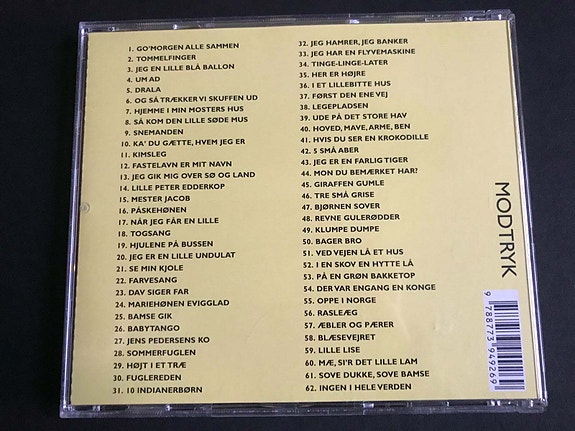 1. GO'MORGEN ALLE SAMMEN
2. TOMMELFINGER
3. JEG EN LILLE BLÅ BALLON
4. UM AD
5. DRALA
6. OG SÅ TRÆKKER VI SKUFFEN UD
7. HJEMME I MIN MOSTERS HUS
8. SÅ KOM DEN LILLE SØDE MUS
9. SNEMANDEN
10. KA' DU GÆTTE, HVEM JEG ER
11. KIMSLEG
12. FASTELAVN ER MIT NAVN
13. JEG GIK MIG OVER SØ OG LAND
14. LILLE PETER EDDERKOP
15. MESTER JACOB
16. PÅSKEHØNEN
17. NÅR JEG FÅR EN LILLE
18. TOGSANG
19. HJULENE PÅ BUSSEN
20. JEG ER EN LILLE UNDULAT
21. SE MIN KJOLE
22. FARVESANG
23. DAV SIGER FAR
24. MARIEHØNEN EVIGGLAD
25. BAMSE GIK
26. BABYTANGO
27. JENS PEDERSENS KO
28. SOMMERFUGLEN
29. HØJT I ET TRÆ
30. FUGLEREDEN
31. 10 INDIANERBØRN
32. JEG HAMRER, JEG BANKER
33. JEG HAR EN FLYVEMASKINE
34. TINGE-LINGE-LATER
35. HER ER HØJRE
36. I ET LILLEBITTE HUS
37. FØRST DEN ENE VEJ
38. LEGEPLADSEN
39. UDE PÅ DET STORE HAV
40. HOVED, MAVE, ARME, BEN
41. HVIS DU SER EN KROKODILLE
42. 5 SMÅ ABER
43. JEG ER EN FARLIG TIGER
44. MON DU BEMÆRKET HAR?
45. GIRAFFEN GUMLE
46. TRE SMÅ GRISE
47. BJØRNEN SOVER
48. REVNE GULERØDDER
49. KLUMPE DUMPE
50. BAGER BRO
51. VED VEJEN LÅ ET HUS
52. I EN SKOV EN HYTTE LÅ
53. PÅ EN GRØN BAKKETOP
54. DER VAR ENGANG EN KONGE
55. OPPE I NORGE
56. RASLEÆG
57. ÆBLER OG PÆRER
58. BLÆSEVEJRET
59. LILLE LISE
60. MÆ, SI'R DET LILLE LAM
61. SOVE DUKKE, SOVE BAMSE
62. INGEN I HELE VERDEN
MODTRYK
9 788773 949269